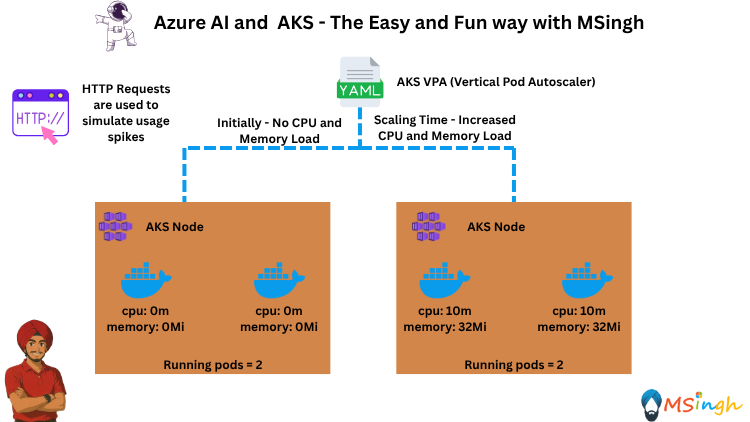 Azure AI and AKS - The Easy and Fun way with MSingh
HTTP Requests
are used to
simulate usage
spikes
HTTP://
YAML
AKS VPA (Vertical Pod Autoscaler)
Initially - No CPU and
Memory Load
Scaling Time - Increased
CPU and Memory Load
AKS Node
cpu: 0m
memory: 0Mi
cpu: 0m
memory: 0Mi
Running pods = 2
AKS Node
cpu: 10m
memory: 32Mi
cpu: 10m
memory: 32Mi
Running pods = 2
MSingh